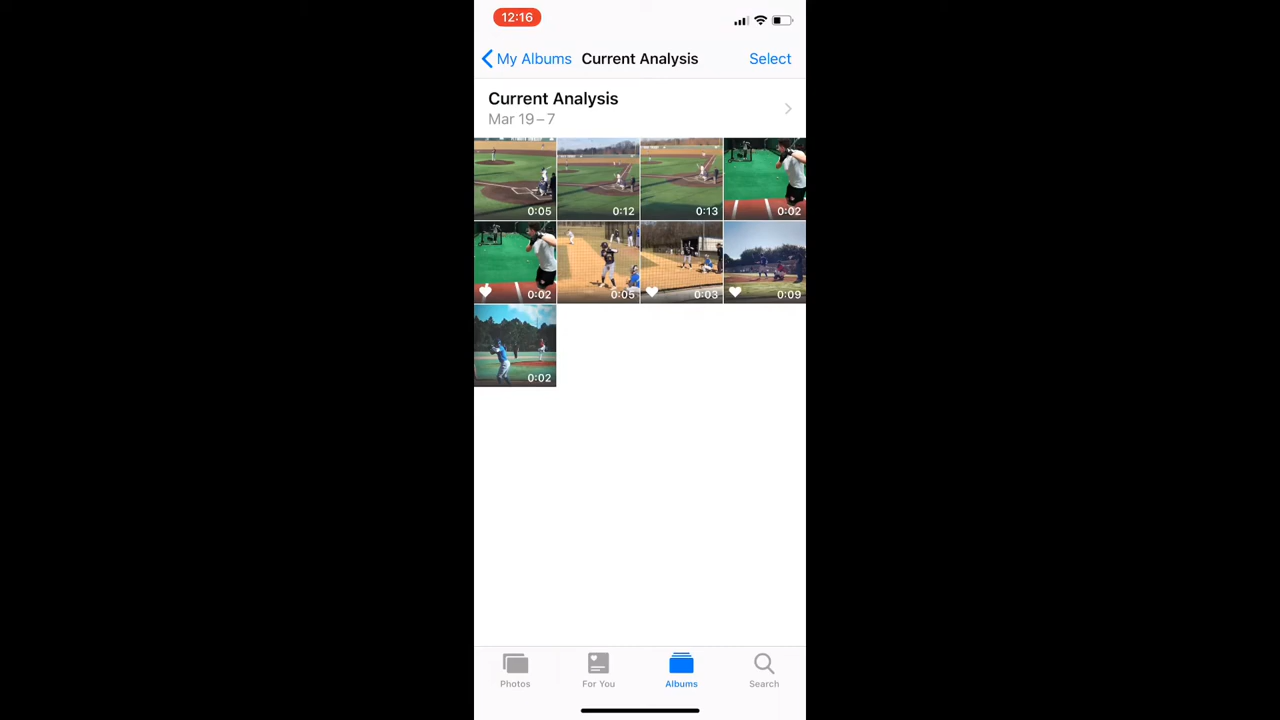 12:16
My Albums Current Analysis Select
Current Analysis
Mar 19 – 7
0:05 0:12 0:13 0:02
0:02 0:05 0:03 0:09
0:02
Photos For You Albums Search